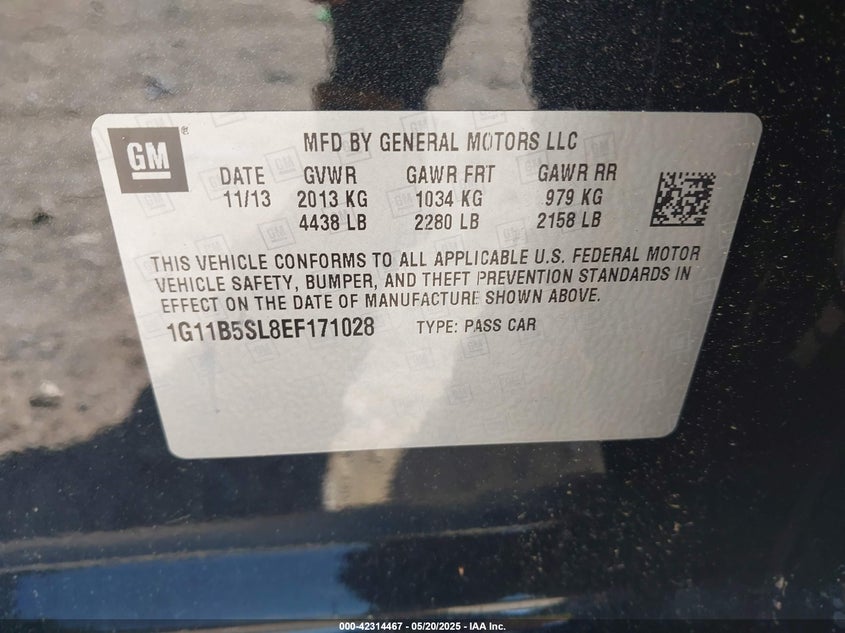 GM®
MFD BY GENERAL MOTORS LLC
DATE GVWR GAWR FRT GAWR RR
11/13 2013 KG 1034 KG 979 KG
4438 LB 2280 LB 2158 LB
THIS VEHICLE CONFORMS TO ALL APPLICABLE U.S. FEDERAL MOTOR
VEHICLE SAFETY, BUMPER, AND THEFT PREVENTION STANDARDS IN
EFFECT ON THE DATE OF MANUFACTURE SHOWN ABOVE.
1G11B5SL8EF171028 TYPE: PASS CAR
000-42314467 — 05/20/2025 — IAA Inc.